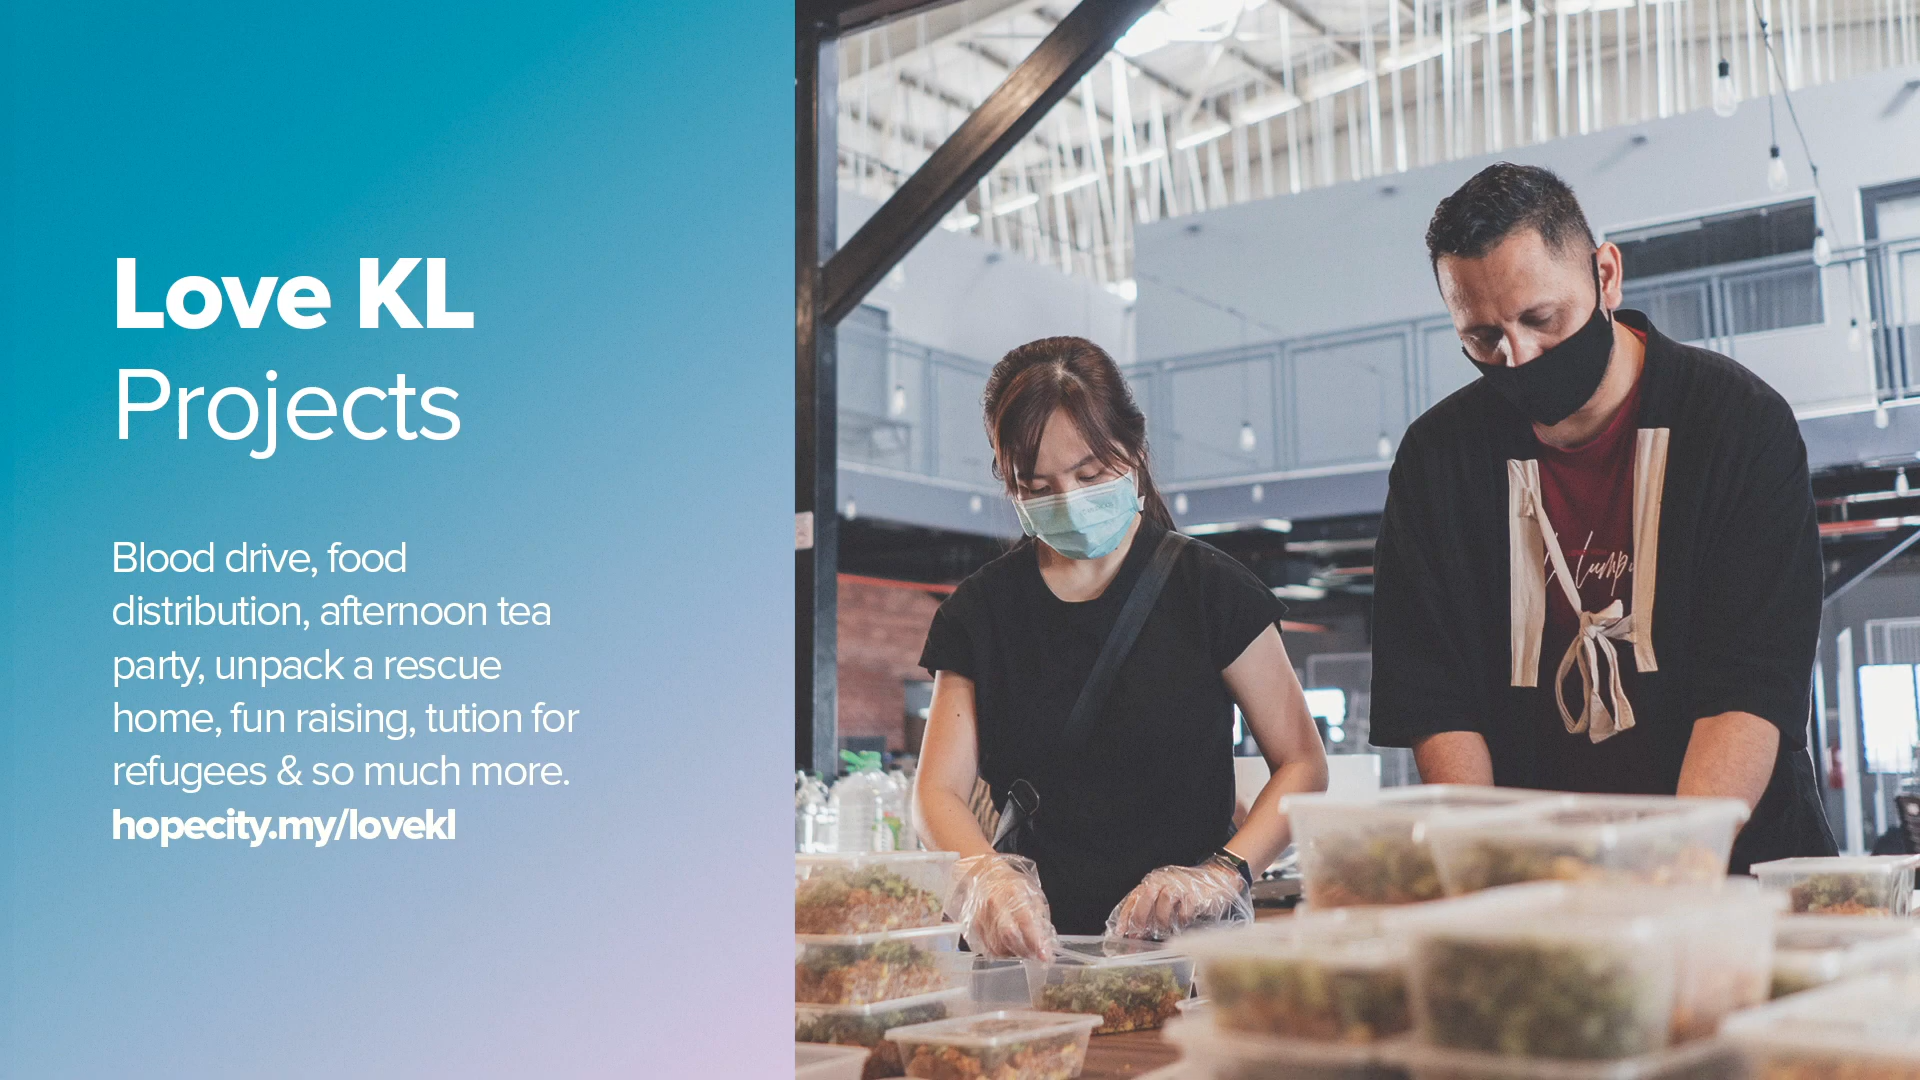 Love KL
Projects
Blood drive, food
distribution, afternoon tea
party, unpack a rescue
home, fun raising, tution for
refugees & so much more.
hopecity.my/lovekl